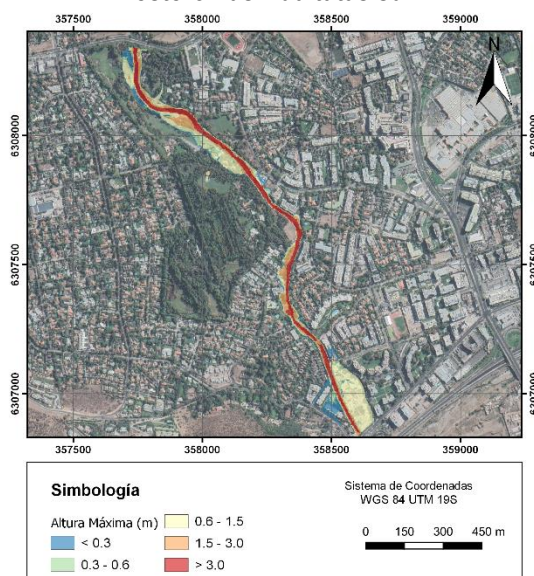 357500 358000 358500 359000
N
6308000 6308000
6307500 6307500
6307000 6307000
357500 358000 358500 359000
Simbología
Altura Máxima (m)
< 0.3
0.3 - 0.6
0.6 - 1.5
1.5 - 3.0
> 3.0
Sistema de Coordenadas
WGS 84 UTM 19S
0 150 300 450 m